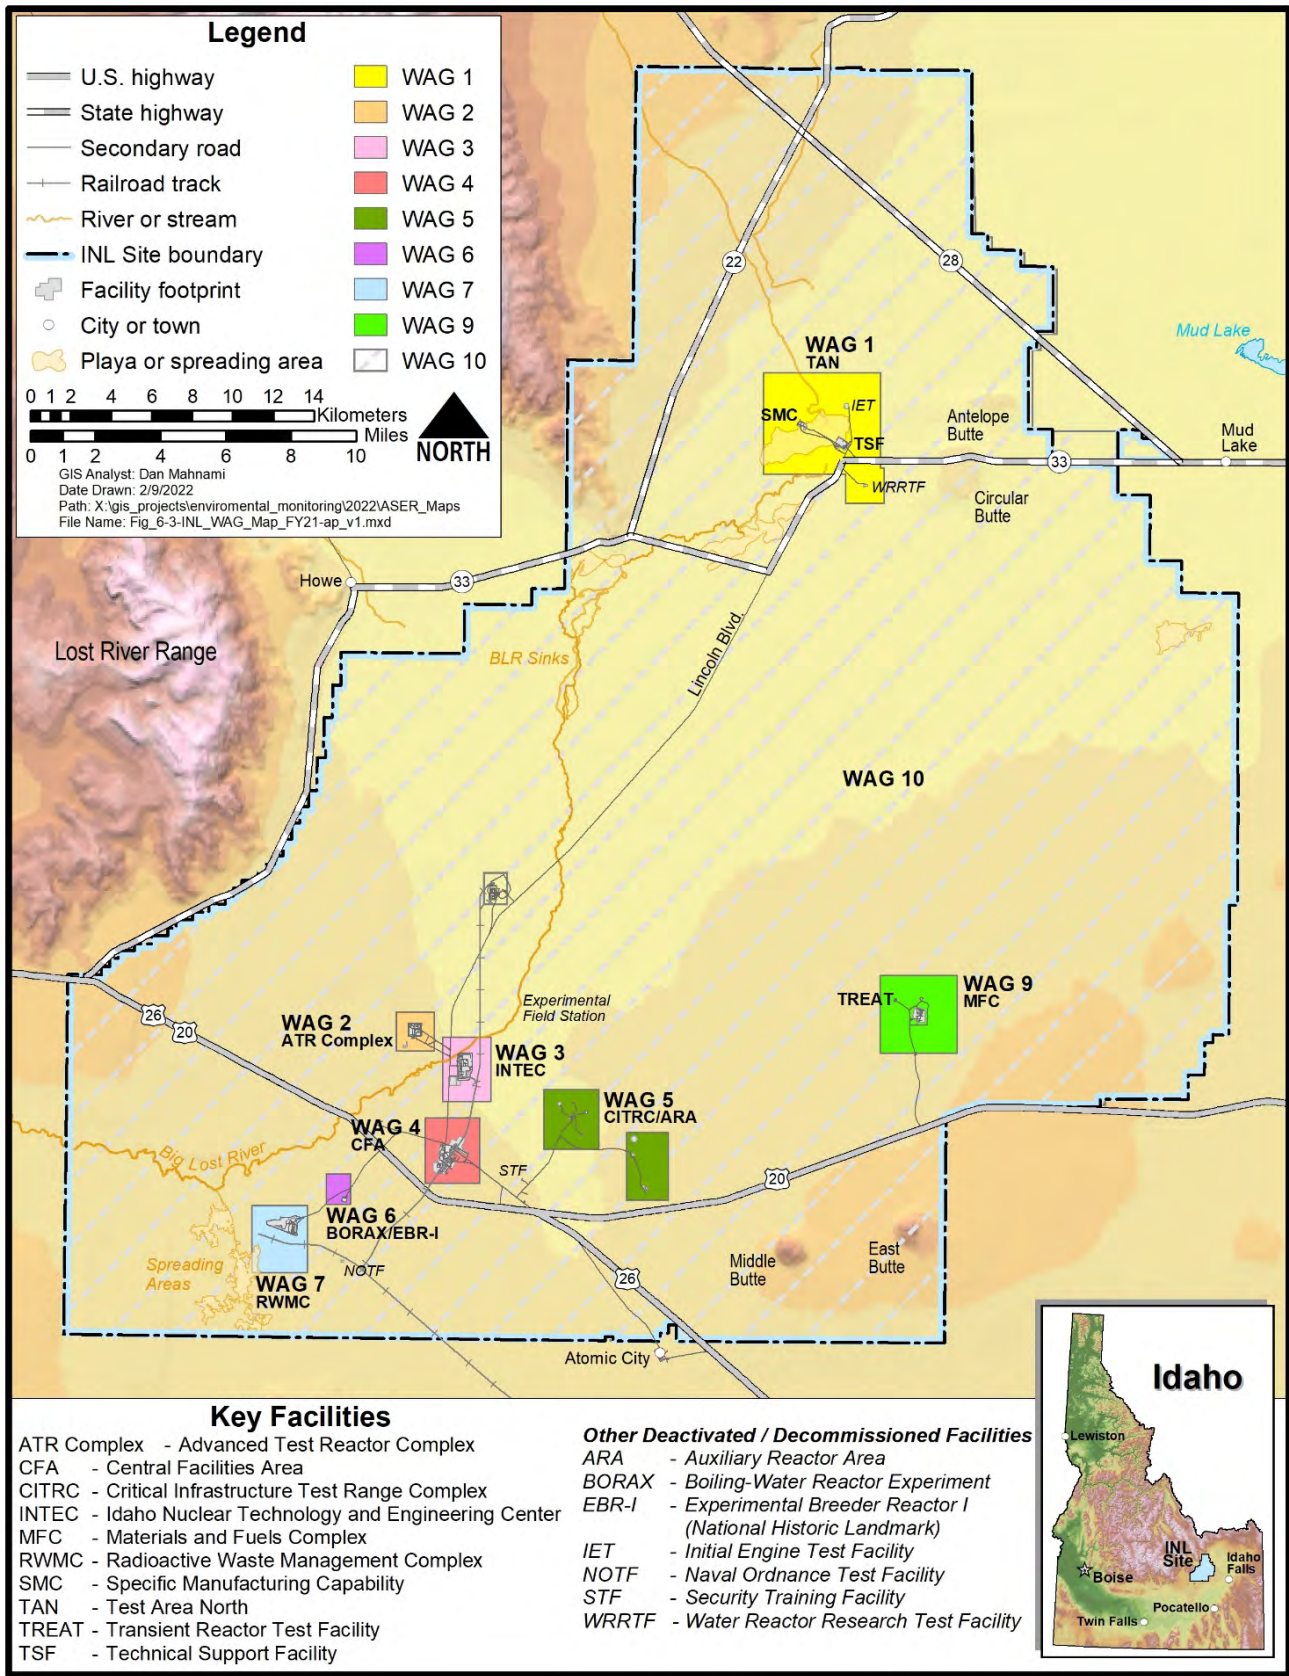 Legend
U.S. highway
State highway
Secondary road
Railroad track
River or stream
INL Site boundary
Facility footprint
City or town
Playa or spreading area
WAG 1
WAG 2
WAG 3
WAG 4
WAG 5
WAG 6
WAG 7
WAG 9
WAG 10
0 1 2 4 6 8 10 12 14
Kilometers
Miles
0 1 2 4 6 8 10
NORTH
GIS Analyst: Dan Mahnami
Date Drawn: 2/9/2022
Path: X:\gis_projects\enviromental_monitoring\2022\ASER_Maps
File Name: Fig_6-3-INL_WAG_Map_FY21-ap_v1.mxd
22
28
Mud Lake
WAG 1
TAN
IET
SMC
TSF
Antelope
Butte
Mud
Lake
33
WRRTF
Circular
Butte
Howe
33
Lost River Range
BLR Sinks
Lincoln Blvd.
WAG 10
26
20
Experimental
Field Station
WAG 2
ATR Complex
WAG 3
INTEC
TREAT
WAG 9
MFC
WAG 4
CFA
WAG 5
CITRC/ARA
Big Lost River
STF
20
WAG 6
BORAX/EBR-I
Spreading
Areas
WAG 7
RWMC
NOTF
26
Middle
Butte
East
Butte
Atomic City
Idaho
Lewiston
INL
Site
Idaho
Falls
Boise
Pocatello
Twin Falls
Key Facilities
ATR Complex - Advanced Test Reactor Complex
CFA - Central Facilities Area
CITRC - Critical Infrastructure Test Range Complex
INTEC - Idaho Nuclear Technology and Engineering Center
MFC - Materials and Fuels Complex
RWMC - Radioactive Waste Management Complex
SMC - Specific Manufacturing Capability
TAN - Test Area North
TREAT - Transient Reactor Test Facility
TSF - Technical Support Facility
Other Deactivated / Decommissioned Facilities
ARA - Auxiliary Reactor Area
BORAX - Boiling-Water Reactor Experiment
EBR-I - Experimental Breeder Reactor I
(National Historic Landmark)
IET - Initial Engine Test Facility
NOTF - Naval Ordnance Test Facility
STF - Security Training Facility
WRRTF - Water Reactor Research Test Facility